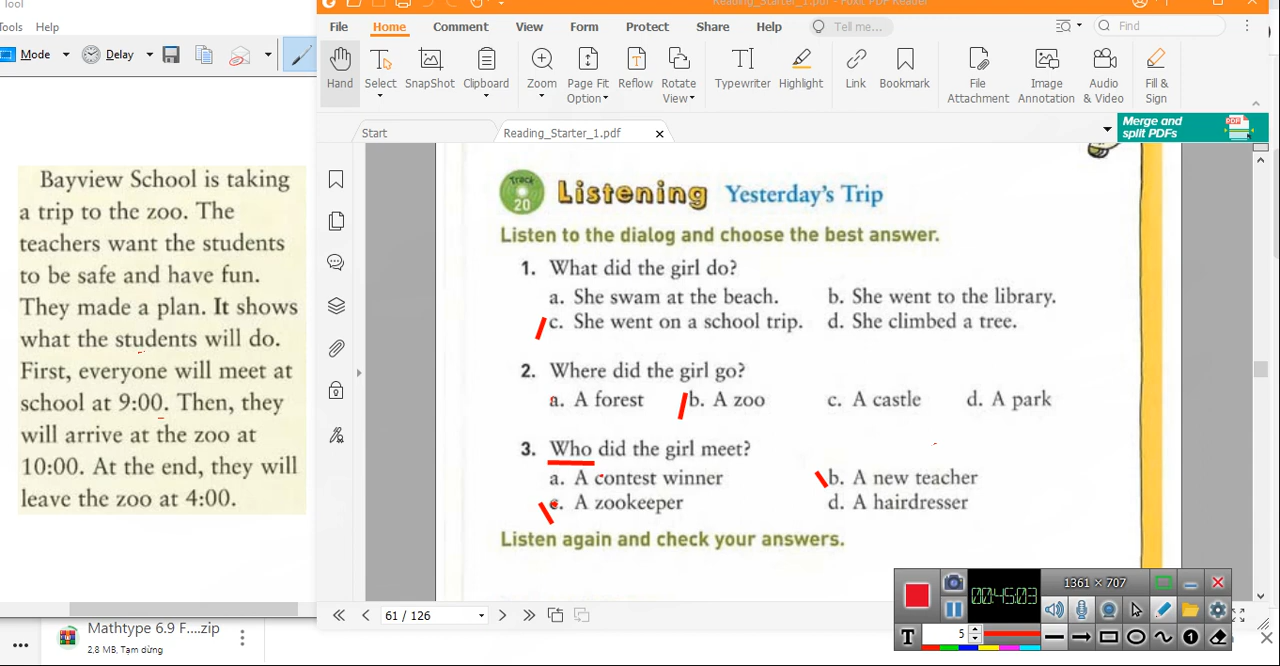 Tool
Reading_Starter_1.pdf - Foxit PDF Reader
Tools Help
File Home Comment View Form Protect Share Help Tell me... Find
Mode Delay
Hand Select SnapShot Clipboard Zoom Page Fit Option Reflow Rotate View Typewriter Highlight Link Bookmark File Attachment Image Annotation Audio & Video Fill & Sign
Start Reading_Starter_1.pdf
Merge and
split PDFs
PDF
Bayview School is taking
a trip to the zoo. The
teachers want the students
to be safe and have fun.
They made a plan. It shows
what the students will do.
First, everyone will meet at
school at 9:00. Then, they
will arrive at the zoo at
10:00. At the end, they will
leave the zoo at 4:00.
Track
20
Listening Yesterday's Trip
Listen to the dialog and choose the best answer.
1. What did the girl do?
a. She swam at the beach. b. She went to the library.
c. She went on a school trip. d. She climbed a tree.
2. Where did the girl go?
a. A forest b. A zoo c. A castle d. A park
3. Who did the girl meet?
a. A contest winner b. A new teacher
c. A zookeeper d. A hairdresser
Listen again and check your answers.
61 / 126
00:45:03
1361 × 707
T 5
1
Mathtype 6.9 F....zip
2,8 MB, Tạm dừng